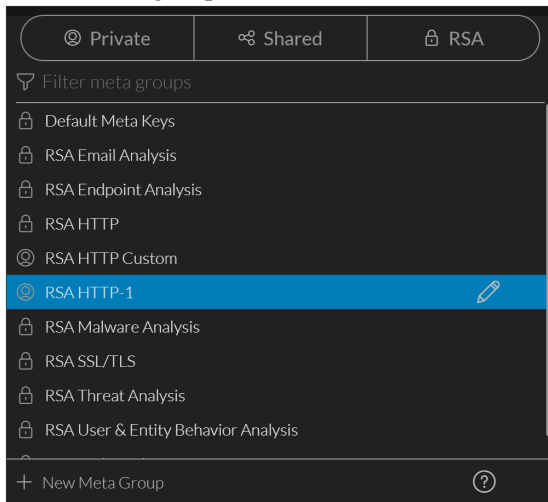 Private Shared RSA
Filter meta groups
Default Meta Keys
RSA Email Analysis
RSA Endpoint Analysis
RSA HTTP
RSA HTTP Custom
RSA HTTP-1
RSA Malware Analysis
RSA SSL/TLS
RSA Threat Analysis
RSA User & Entity Behavior Analysis
+ New Meta Group ?